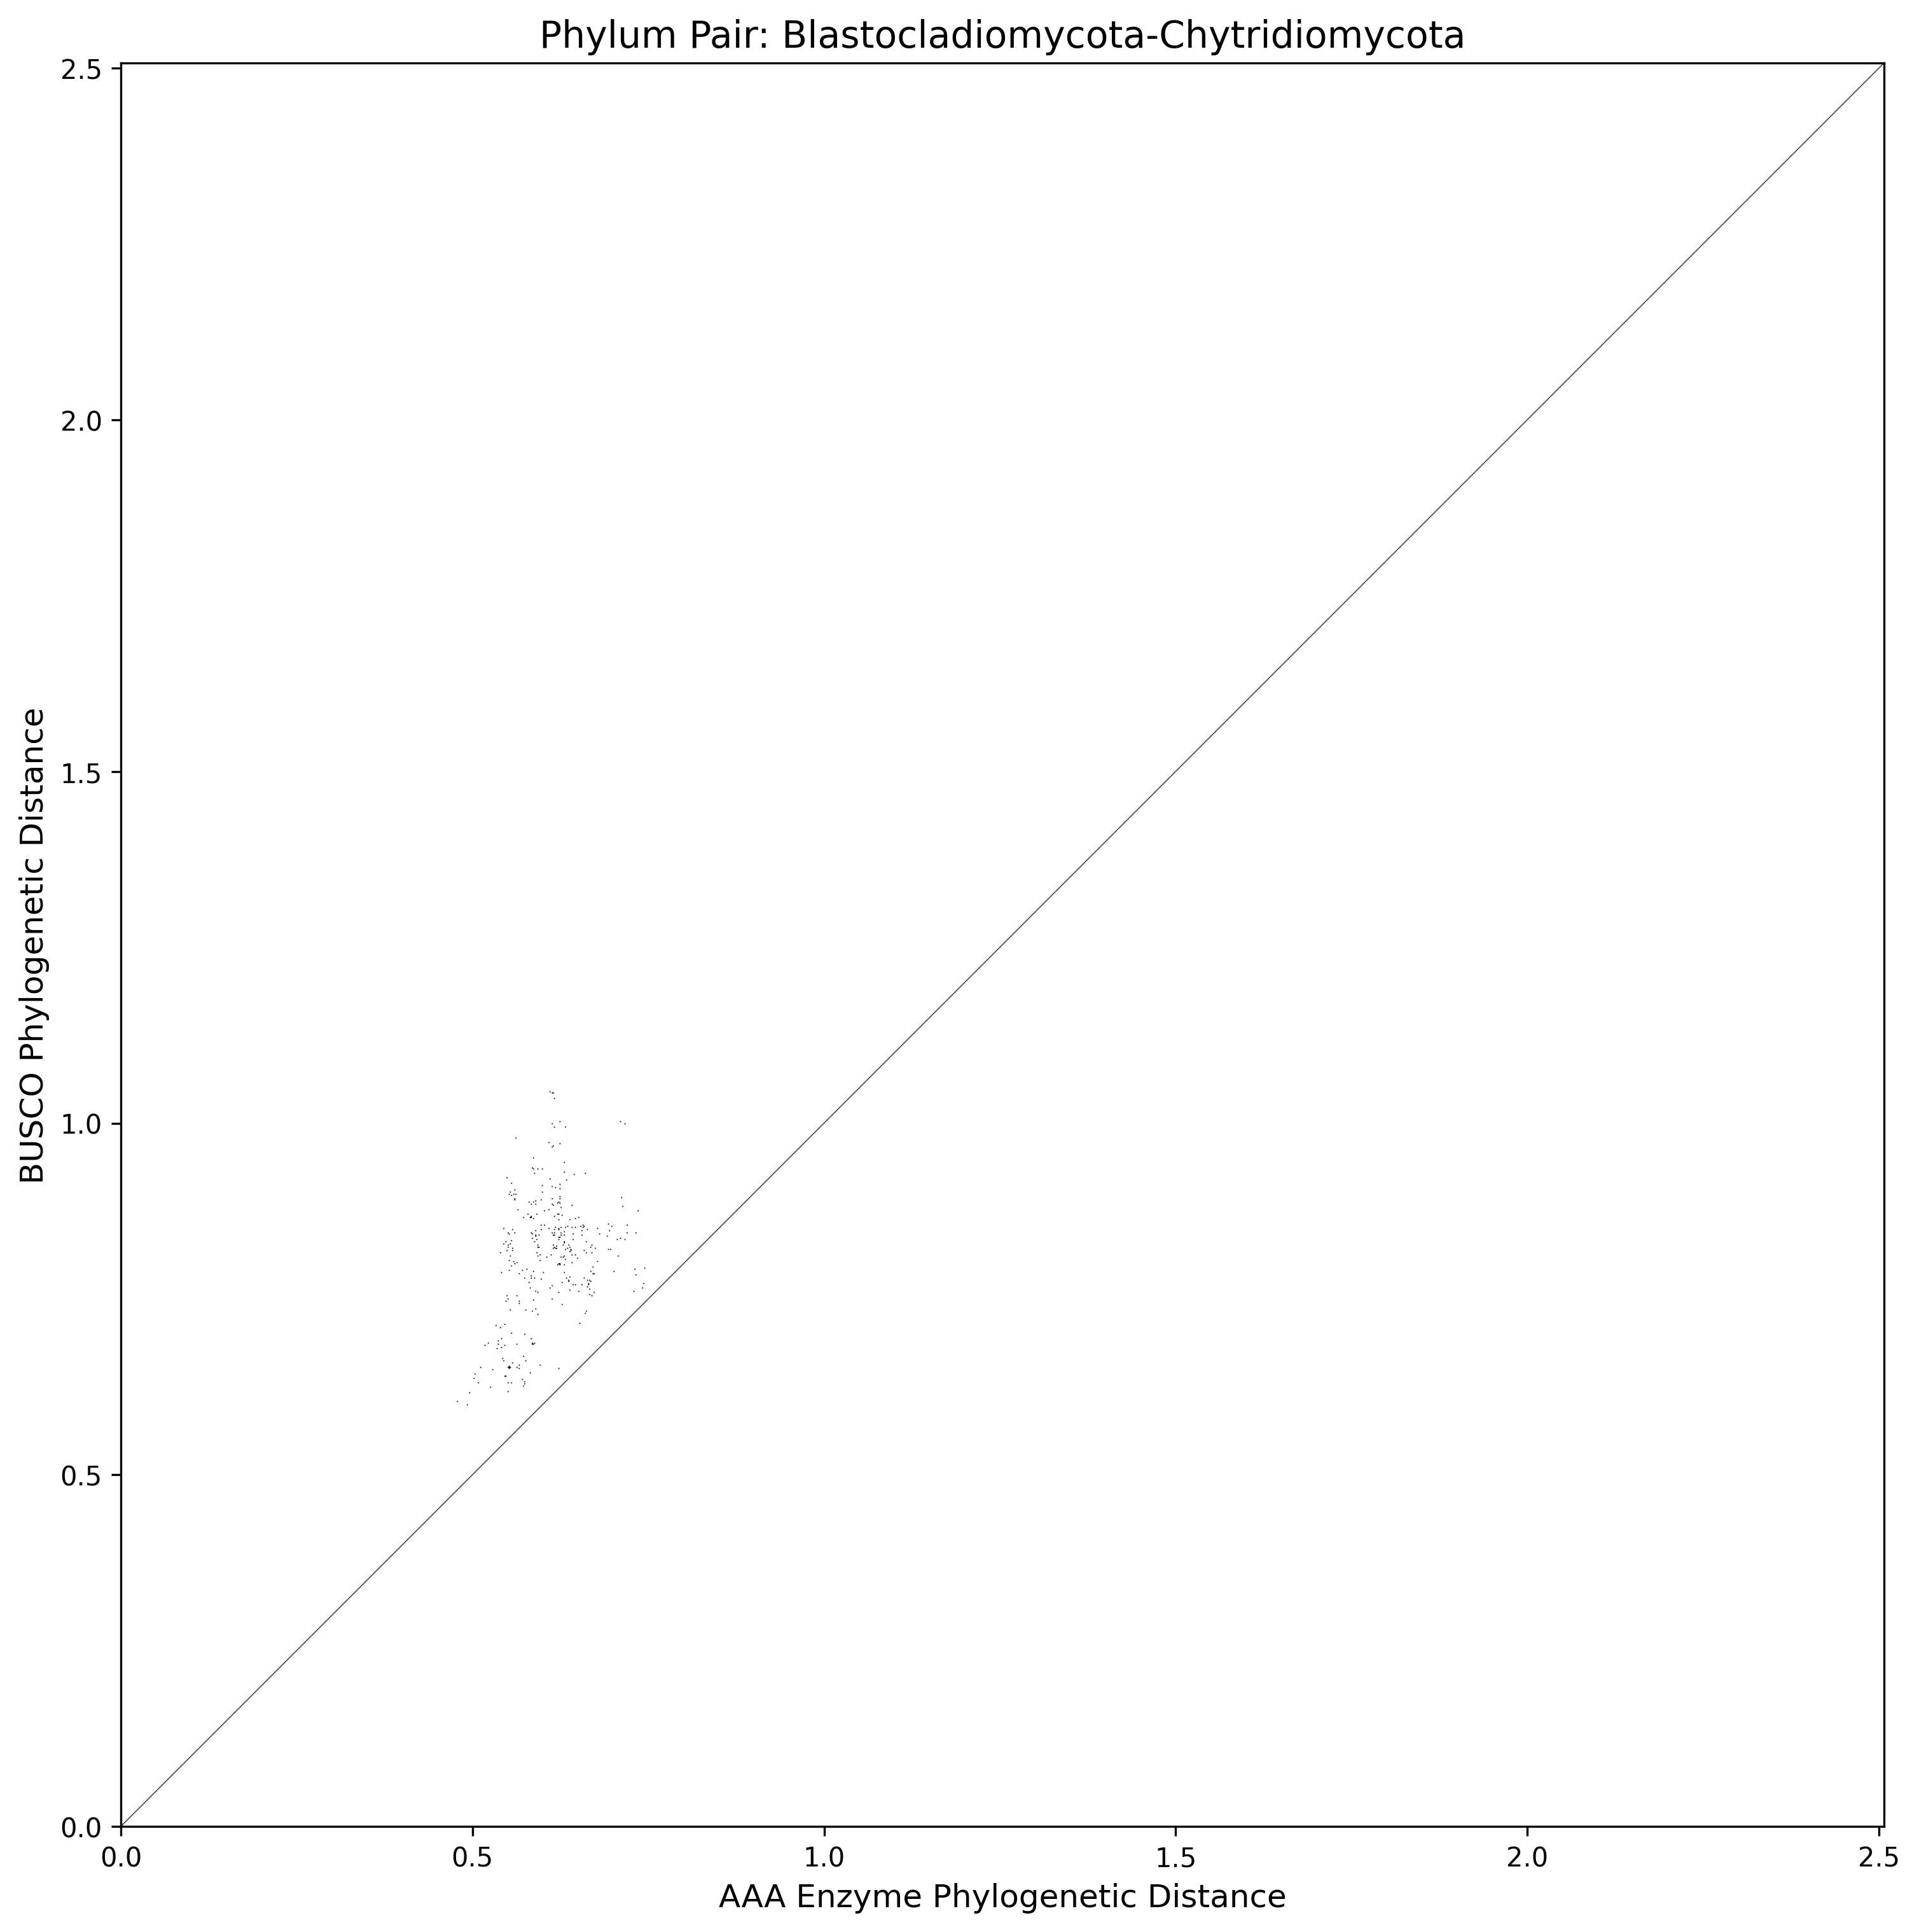 Phylum Pair: Blastocladiomycota-Chytridiomycota
2.5
2.0
1.5
1.0
0.5
0.0
BUSCO Phylogenetic Distance
0.0 0.5 1.0 1.5 2.0 2.5
AAA Enzyme Phylogenetic Distance